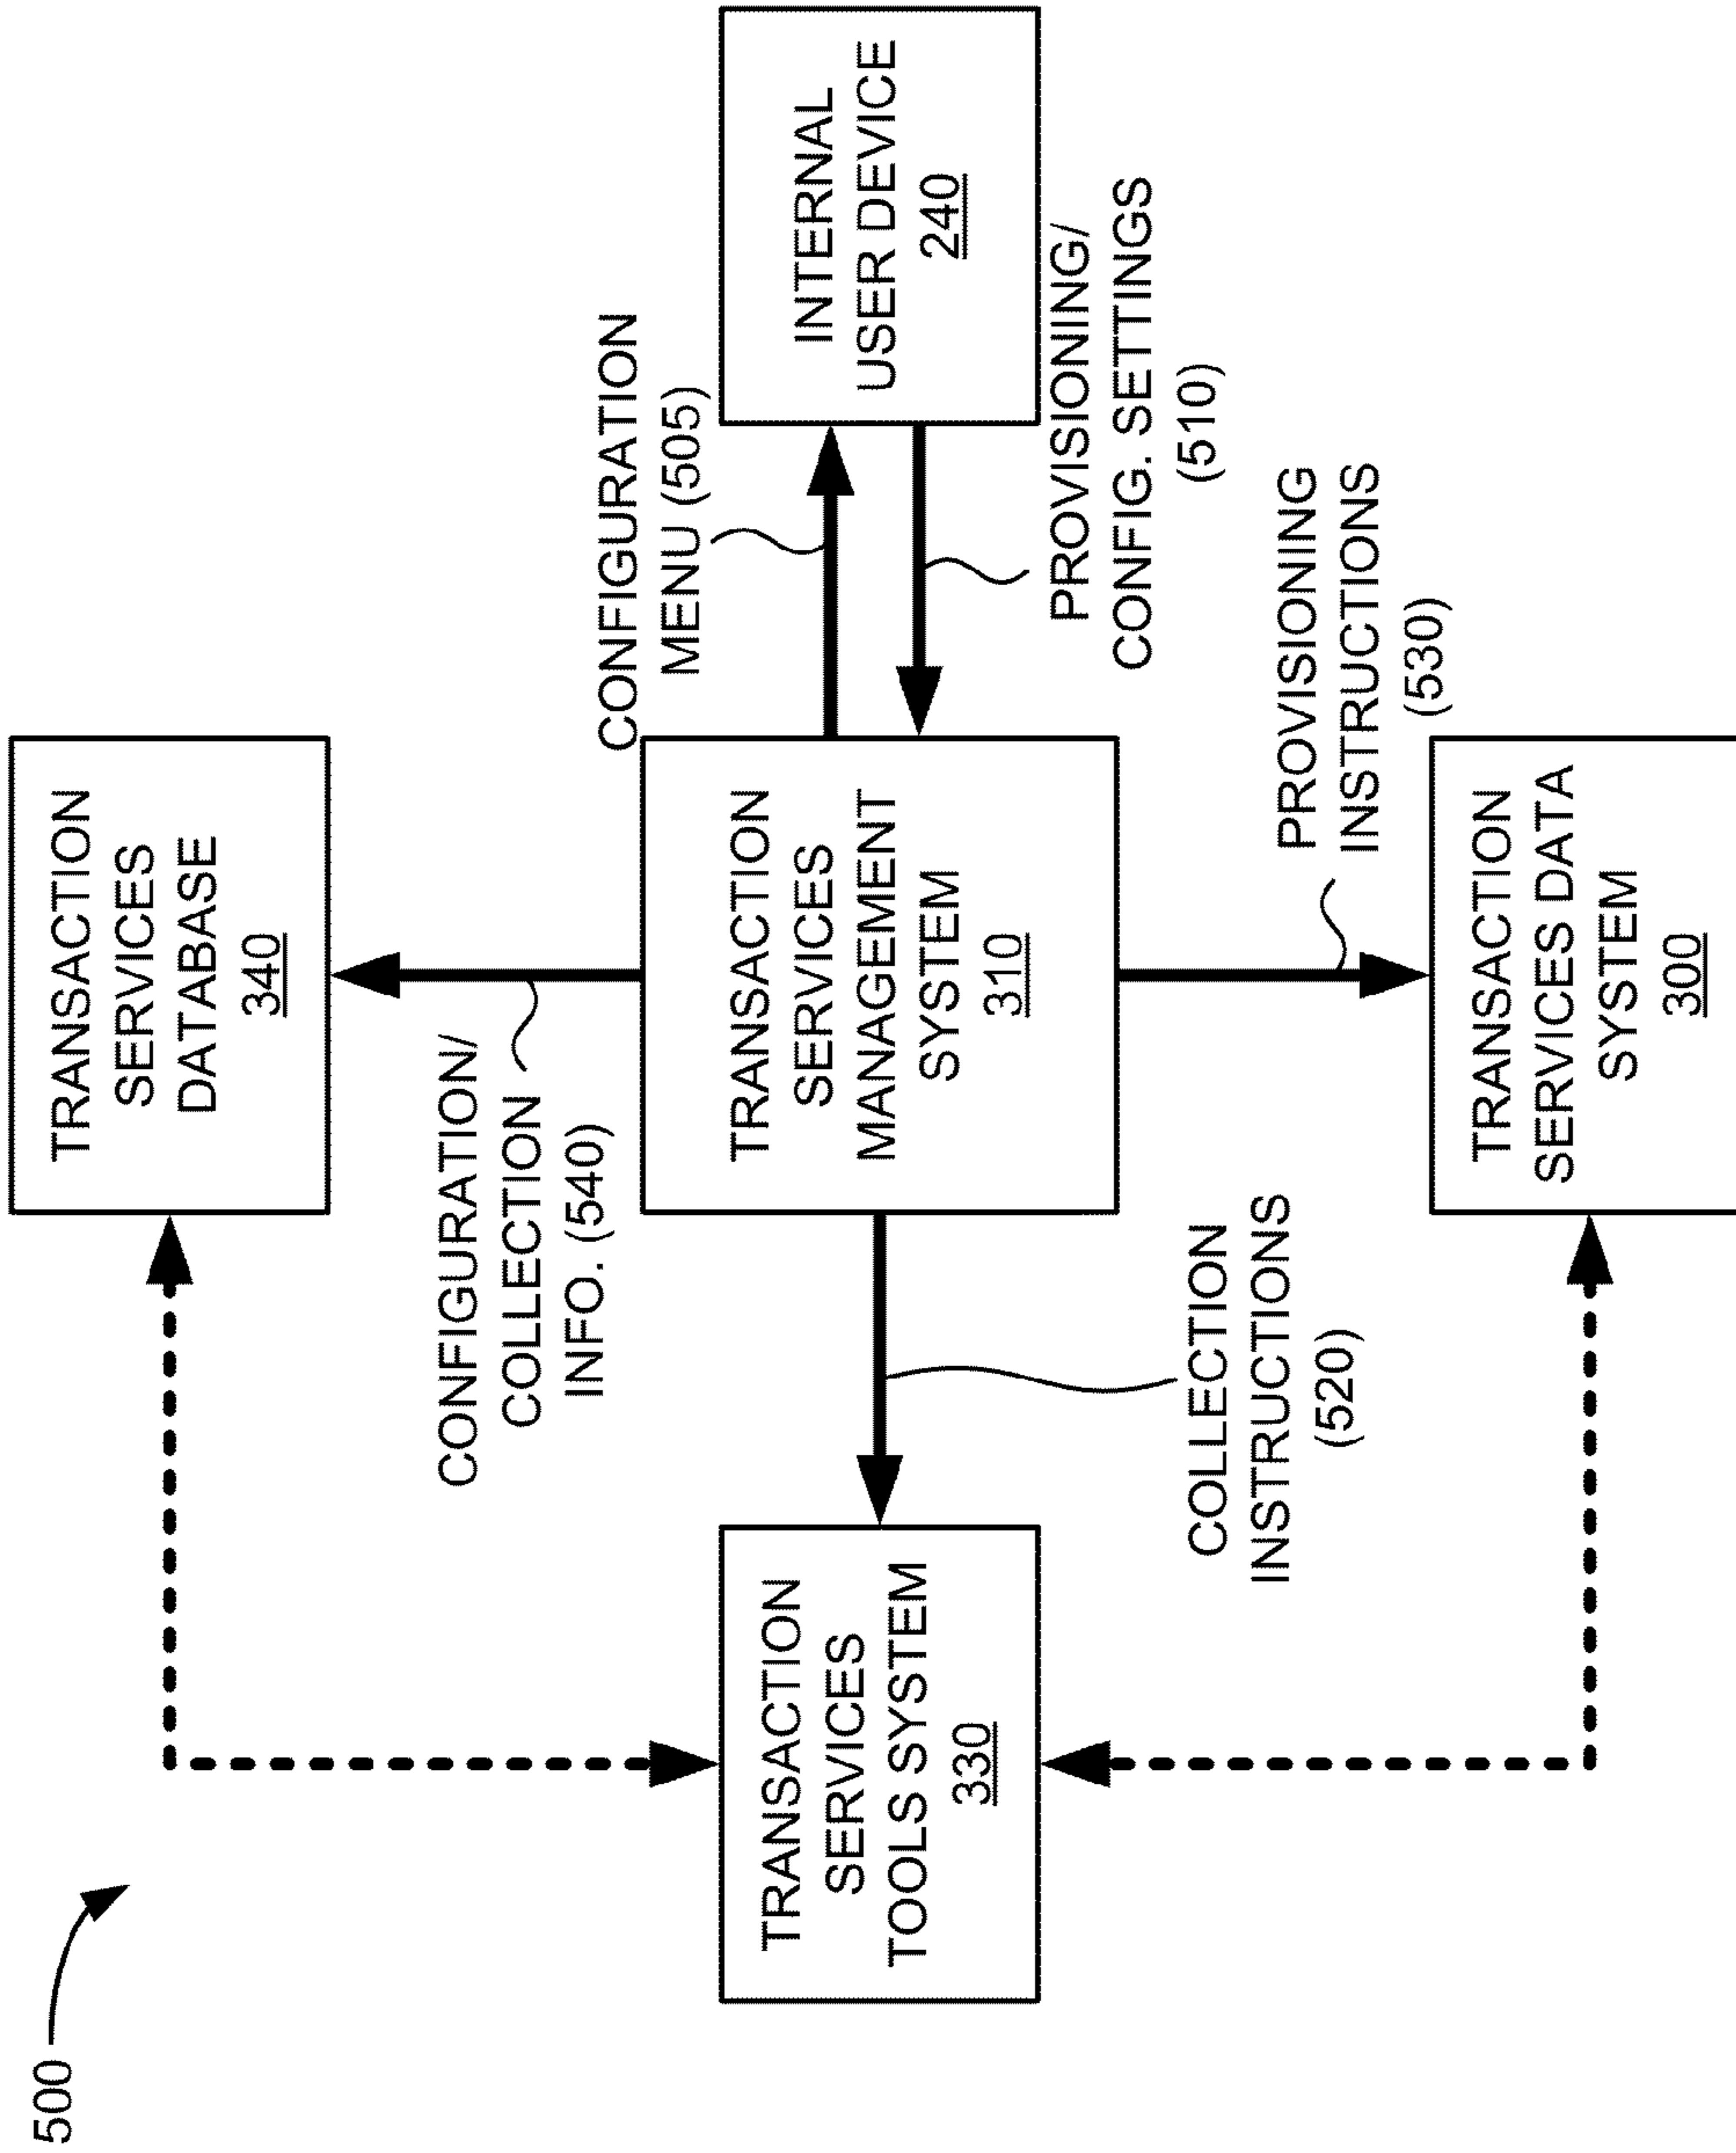 500
TRANSACTION
SERVICES
TOOLS SYSTEM
330
TRANSACTION
SERVICES
DATABASE
340
CONFIGURATION/
COLLECTION
INFO. (540)
TRANSACTION
SERVICES
MANAGEMENT
SYSTEM
310
COLLECTION
INSTRUCTIONS
(520)
TRANSACTION
SERVICES DATA
SYSTEM
300
PROVISIONING
INSTRUCTIONS
(530)
CONFIGURATION
MENU (505)
PROVISIONING/
CONFIG. SETTINGS
(510)
INTERNAL
USER DEVICE
240